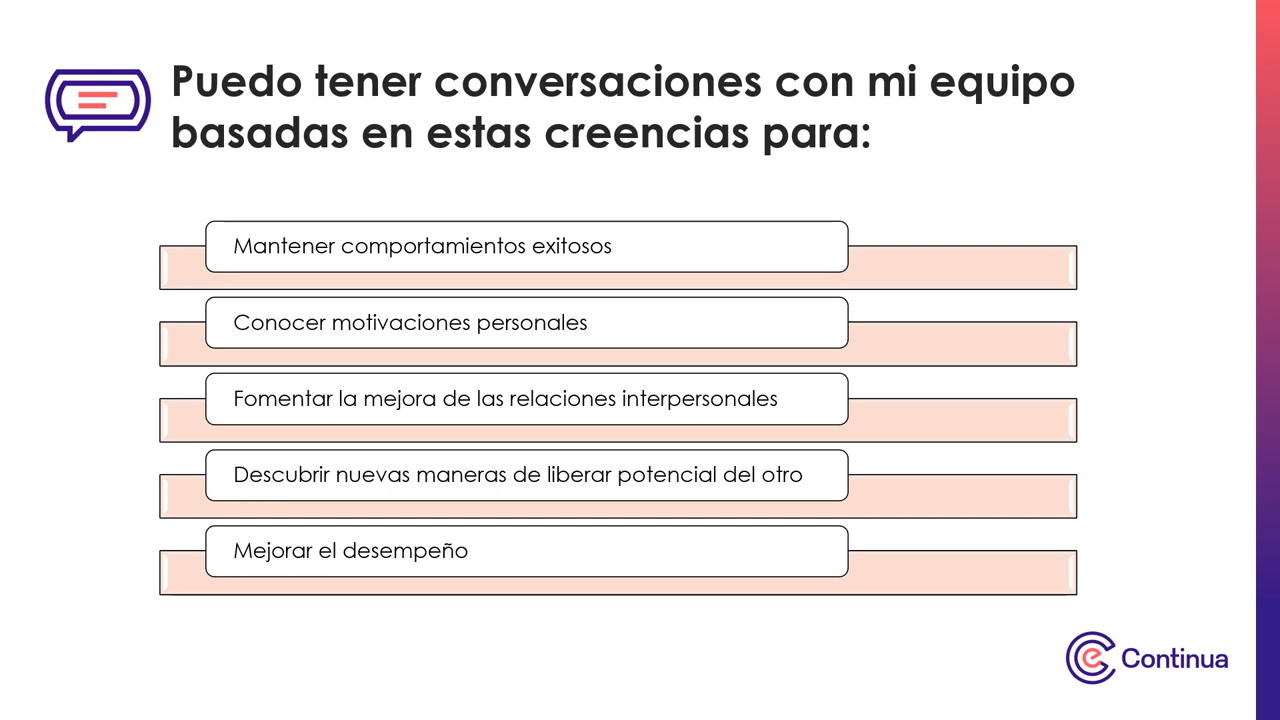 Puedo tener conversaciones con mi equipo
basadas en estas creencias para:
Mantener comportamientos exitosos
Conocer motivaciones personales
Fomentar la mejora de las relaciones interpersonales
Descubrir nuevas maneras de liberar potencial del otro
Mejorar el desempeño
Continua